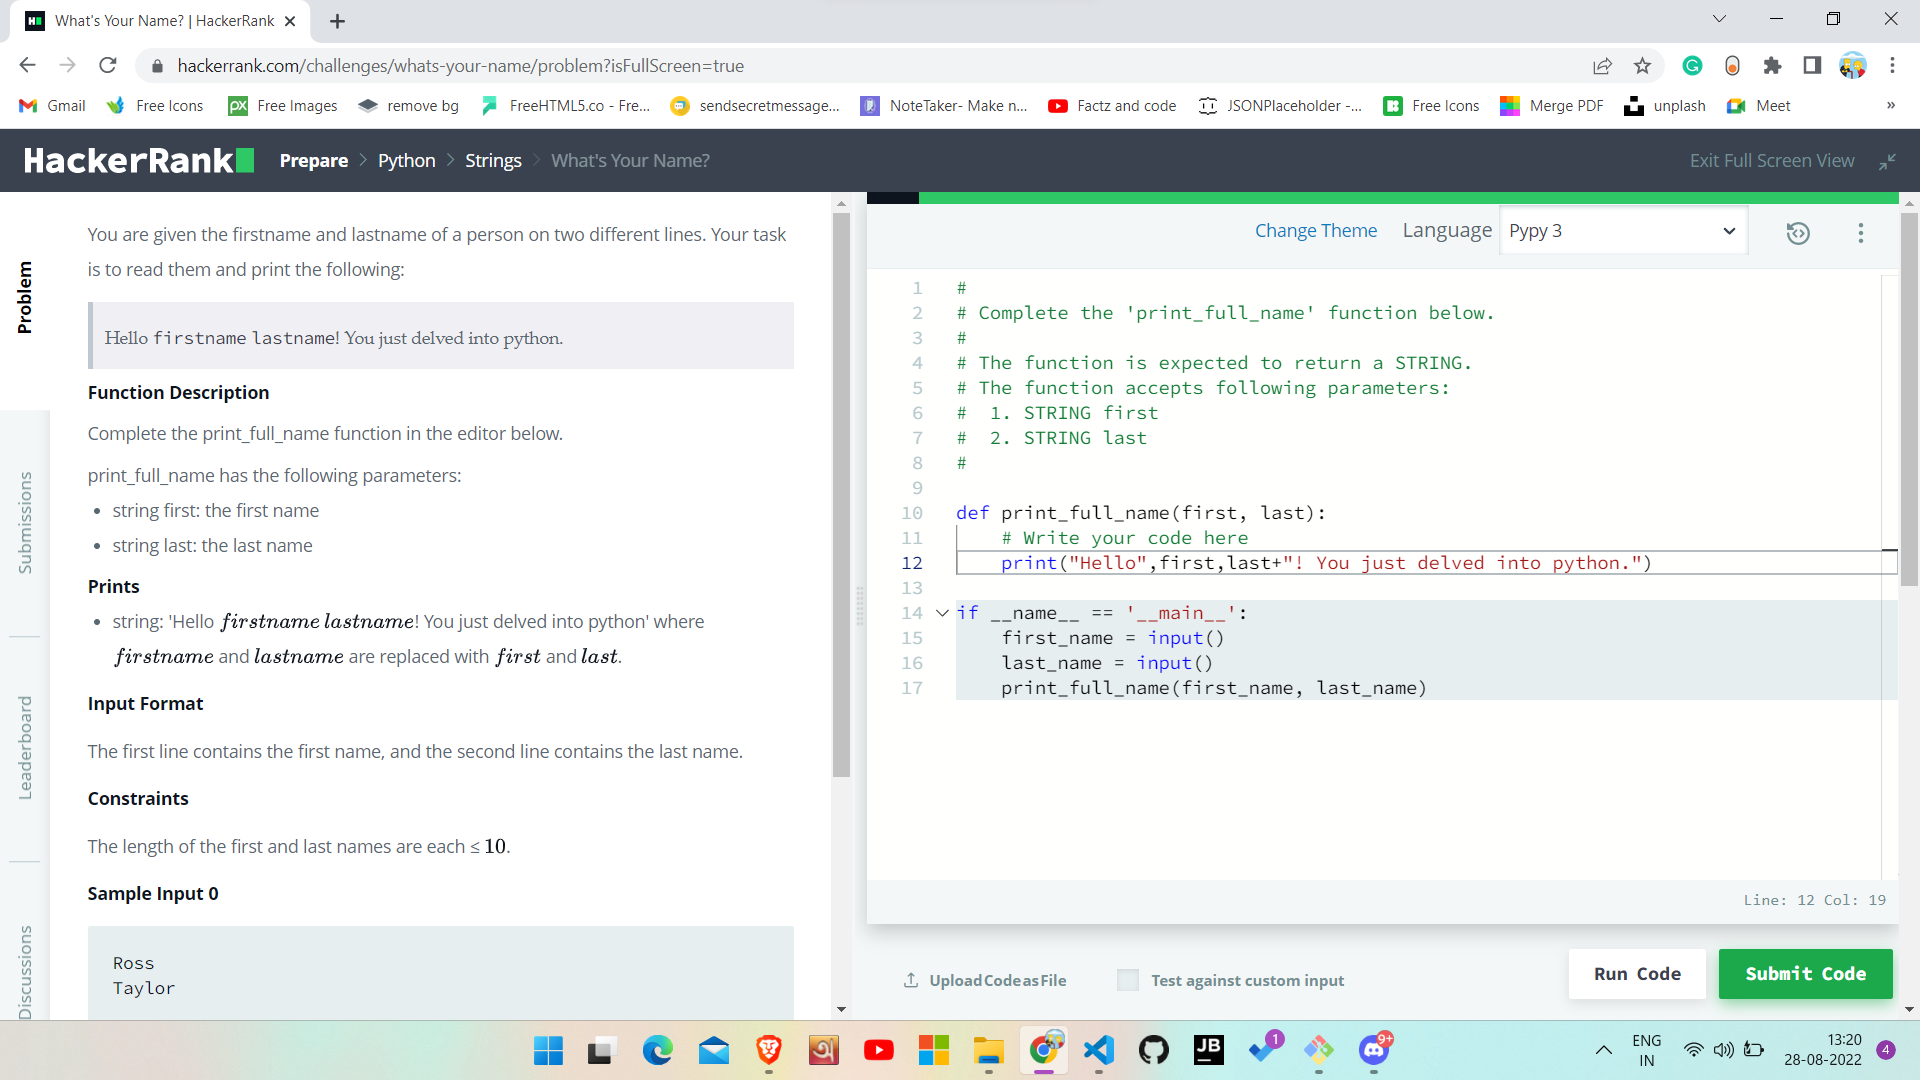 What's Your Name? | HackerRank
hackerrank.com/challenges/whats-your-name/problem?isFullScreen=true
Gmail Free Icons Free Images remove bg FreeHTML5.co - Fre... sendsecretmessage... NoteTaker- Make n... Factz and code JSONPlaceholder -... Free Icons Merge PDF unplash Meet »
HackerRank Prepare > Python > Strings > What's Your Name? Exit Full Screen View
Problem
Submissions
Leaderboard
Discussions
You are given the firstname and lastname of a person on two different lines. Your task
is to read them and print the following:
Hello firstname lastname! You just delved into python.
Function Description
Complete the print_full_name function in the editor below.
print_full_name has the following parameters:
• string first: the first name
• string last: the last name
Prints
• string: 'Hello firstname lastname! You just delved into python' where
firstname and lastname are replaced with first and last.
Input Format
The first line contains the first name, and the second line contains the last name.
Constraints
The length of the first and last names are each ≤ 10.
Sample Input 0
Ross
Taylor
Change Theme Language Pypy 3
1 #
2 # Complete the 'print_full_name' function below.
3 #
4 # The function is expected to return a STRING.
5 # The function accepts following parameters:
6 #  1. STRING first
7 #  2. STRING last
8 #
9
10 def print_full_name(first, last):
11     # Write your code here
12     print("Hello",first,last+"! You just delved into python.")
13
14 if __name__ == '__main__':
15     first_name = input()
16     last_name = input()
17     print_full_name(first_name, last_name)
Line: 12 Col: 19
Upload Code as File Test against custom input Run Code Submit Code
PX
JB
1
9+
ENG
IN
13:20
28-08-2022
4